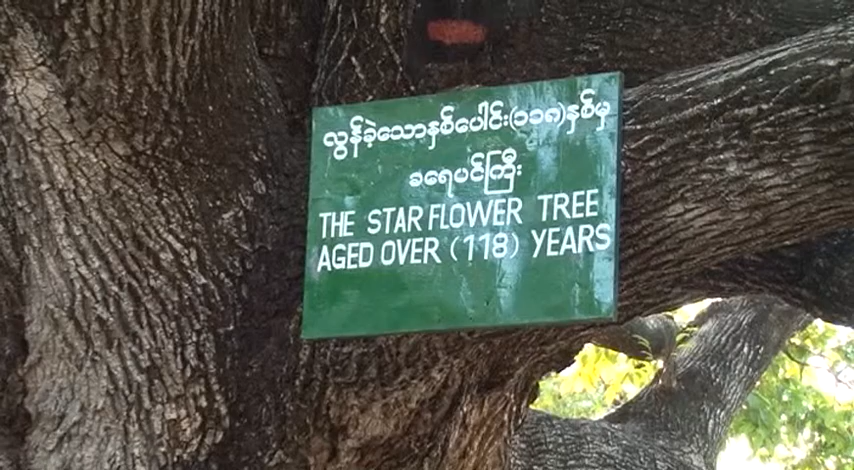 လွန်ခဲ့သောနှစ်ပေါင်း(၁၁၈)နှစ်မှ
ခရေပင်ကြီး
THE STAR FLOWER TREE
AGED OVER (118) YEARS